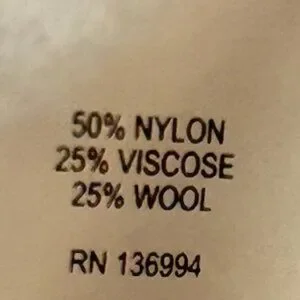 50% NYLON
25% VISCOSE
25% WOOL
RN 136994